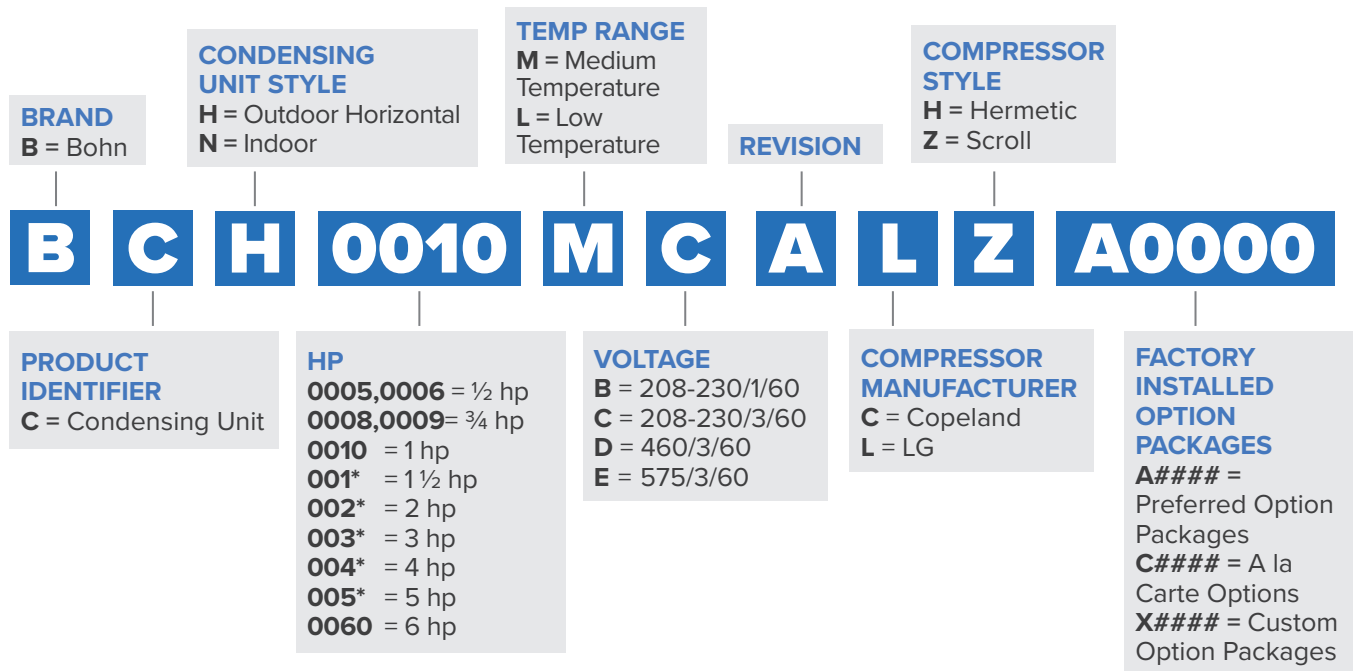 BRAND
B = Bohn
CONDENSING
UNIT STYLE
H = Outdoor Horizontal
N = Indoor
TEMP RANGE
M = Medium
Temperature
L = Low
Temperature
REVISION
COMPRESSOR
STYLE
H = Hermetic
Z = Scroll
B C H 0010 M C A L Z A0000
PRODUCT
IDENTIFIER
C = Condensing Unit
HP
0005,0006 = ½ hp
0008,0009= ¾ hp
0010 = 1 hp
001* = 1 ½ hp
002* = 2 hp
003* = 3 hp
004* = 4 hp
005* = 5 hp
0060 = 6 hp
VOLTAGE
B = 208-230/1/60
C = 208-230/3/60
D = 460/3/60
E = 575/3/60
COMPRESSOR
MANUFACTURER
C = Copeland
L = LG
FACTORY
INSTALLED
OPTION
PACKAGES
A#### =
Preferred Option
Packages
C#### = A la
Carte Options
X#### = Custom
Option Packages